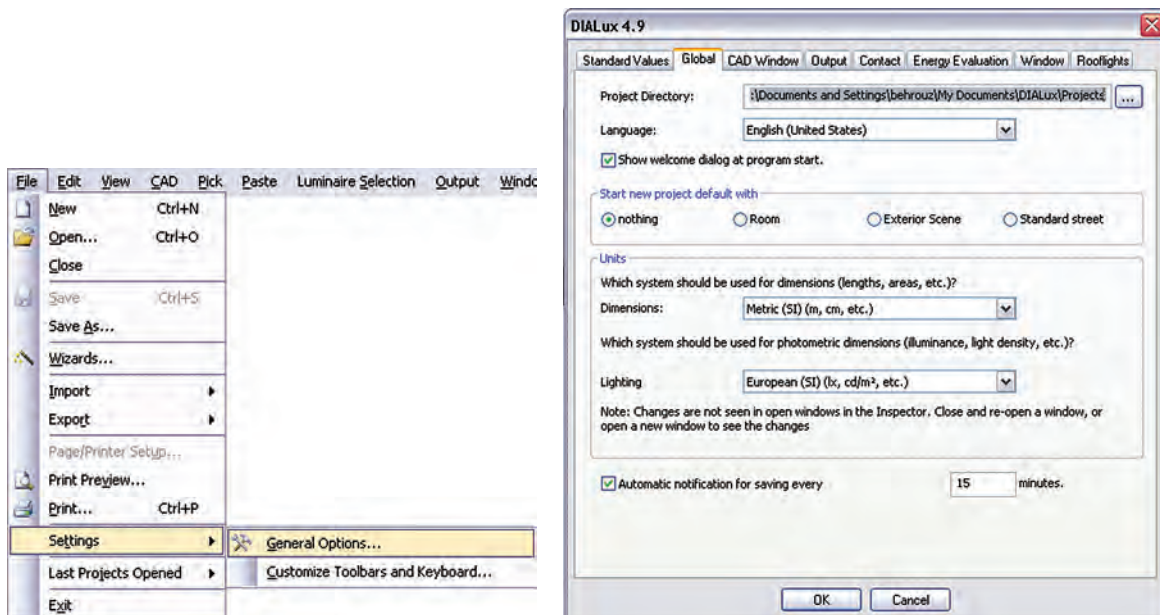 File Edit View CAD Pick Paste Luminaire Selection Output Windo
New Ctrl+N
Open... Ctrl+O
Close
Save Ctrl+S
Save As...
Wizards...
Import
Export
Page/Printer Setup...
Print Preview...
Print... Ctrl+P
Settings
General Options...
Last Projects Opened
Customize Toolbars and Keyboard...
Exit
DIALux 4.9
Standard Values Global CAD Window Output Contact Energy Evaluation Window Rooflights
Project Directory: :\Documents and Settings\behrouz\My Documents\DIALux\Projects ...
Language: English (United States)
Show welcome dialog at program start.
Start new project default with
nothing Room Exterior Scene Standard street
Units
Which system should be used for dimensions (lengths, areas, etc.)?
Dimensions: Metric (SI) (m, cm, etc.)
Which system should be used for photometric dimensions (illuminance, light density, etc.)?
Lighting European (SI) (lx, cd/m², etc.)
Note: Changes are not seen in open windows in the Inspector. Close and re-open a window, or
open a new window to see the changes
Automatic notification for saving every 15 minutes.
OK Cancel